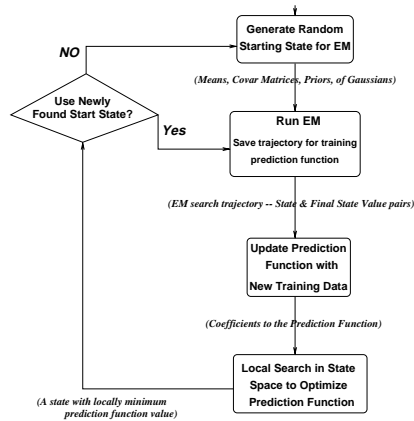 Generate Random
Starting State for EM
NO
(Means, Covar Matrices, Priors, of Gaussians)
Use Newly
Found Start State?
Yes
Run EM
Save trajectory for training
prediction function
(EM search trajectory -- State & Final State Value pairs)
Update Prediction
Function with
New Training Data
(Coefficients to the Prediction Function)
Local Search in State
Space to Optimize
Prediction Function
(A state with locally minimum
prediction function value)